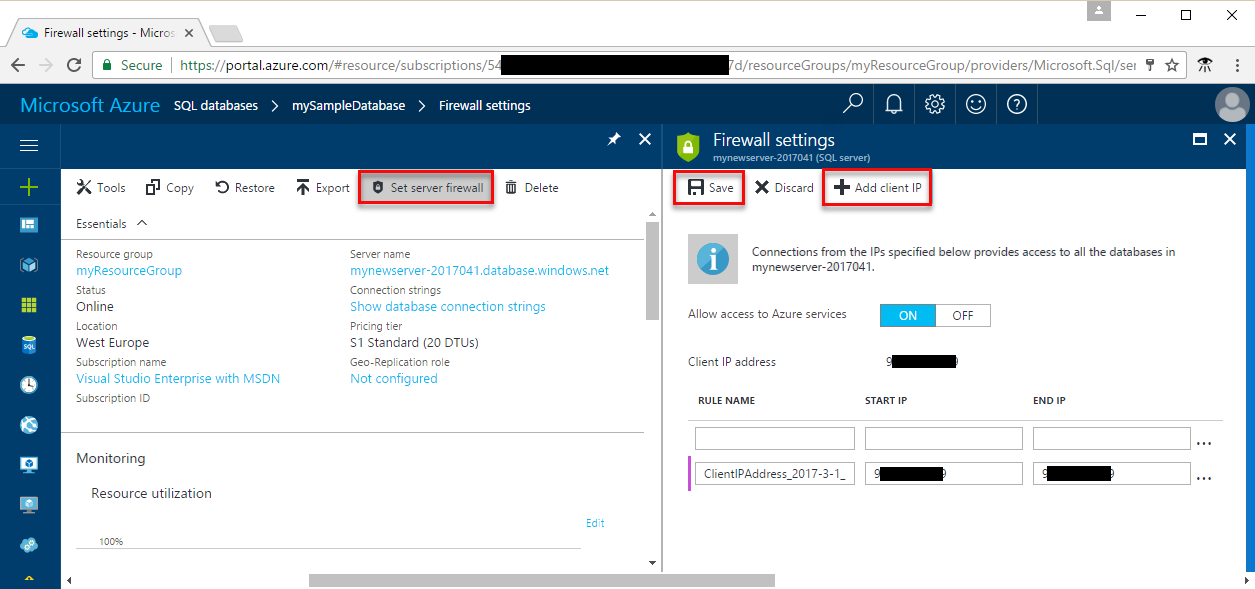 Firewall settings - Micros
Secure
https://portal.azure.com/#resource/subscriptions/54
7d/resourceGroups/myResourceGroup/providers/Microsoft.Sql/ser
Microsoft Azure SQL databases > mySampleDatabase > Firewall settings
Tools Copy Restore Export Set server firewall Delete
Essentials
Resource group
myResourceGroup
Status
Online
Location
West Europe
Subscription name
Visual Studio Enterprise with MSDN
Subscription ID
Server name
mynewserver-2017041.database.windows.net
Connection strings
Show database connection strings
Pricing tier
S1 Standard (20 DTUs)
Geo-Replication role
Not configured
Monitoring
Resource utilization
Edit
100%
Firewall settings
mynewserver-2017041 (SQL server)
Save Discard Add client IP
Connections from the IPs specified below provides access to all the databases in
mynewserver-2017041.
Allow access to Azure services ON OFF
Client IP address 9 9
RULE NAME START IP END IP
ClientIPAddress_2017-3-1_ 9 9 9 9
SQL